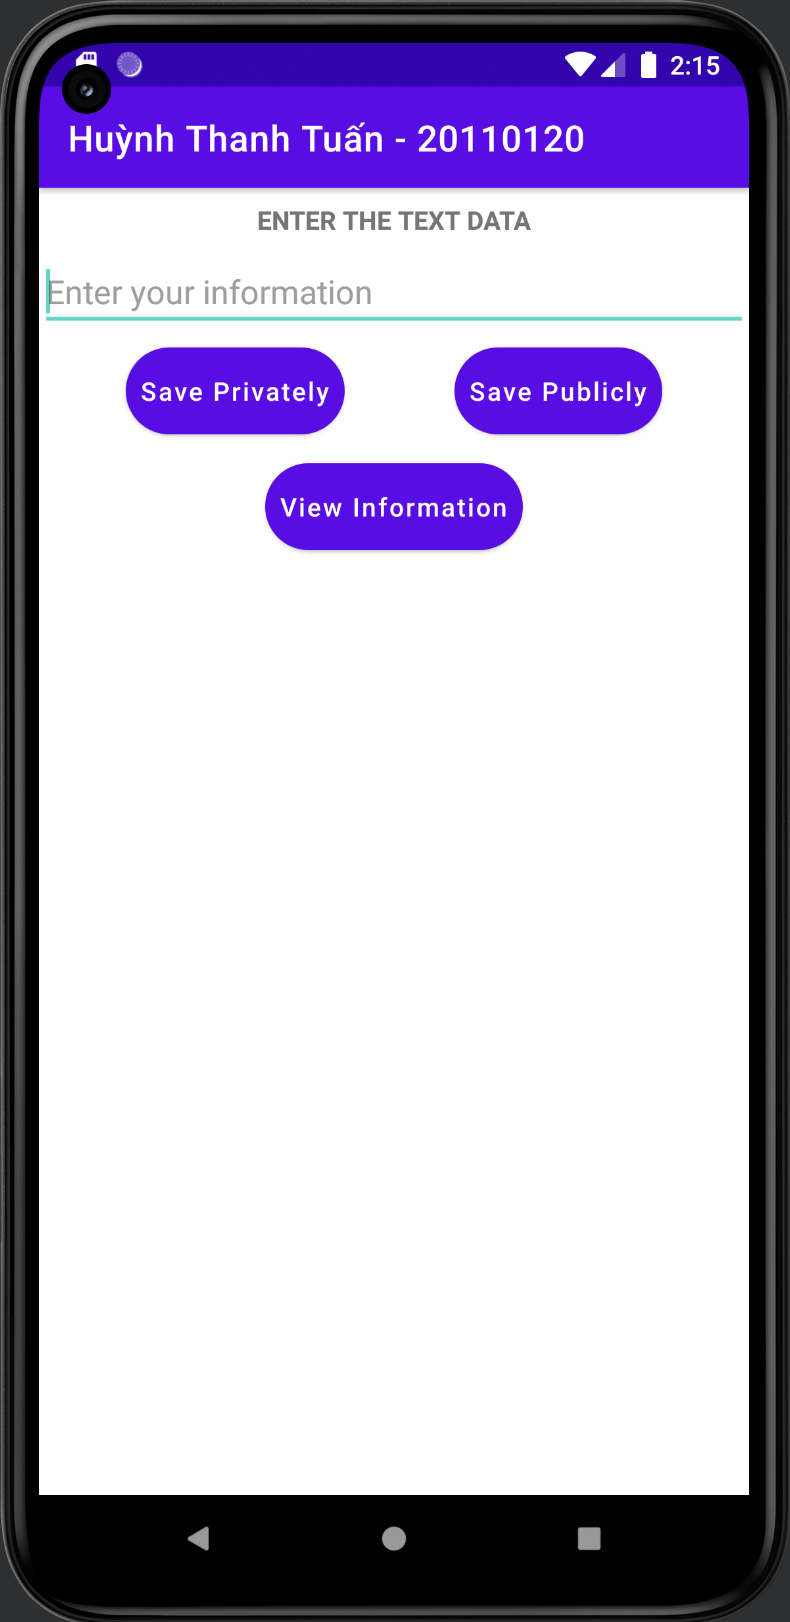 2:15
Huỳnh Thanh Tuấn - 20110120
ENTER THE TEXT DATA
Enter your information
Save Privately
Save Publicly
View Information